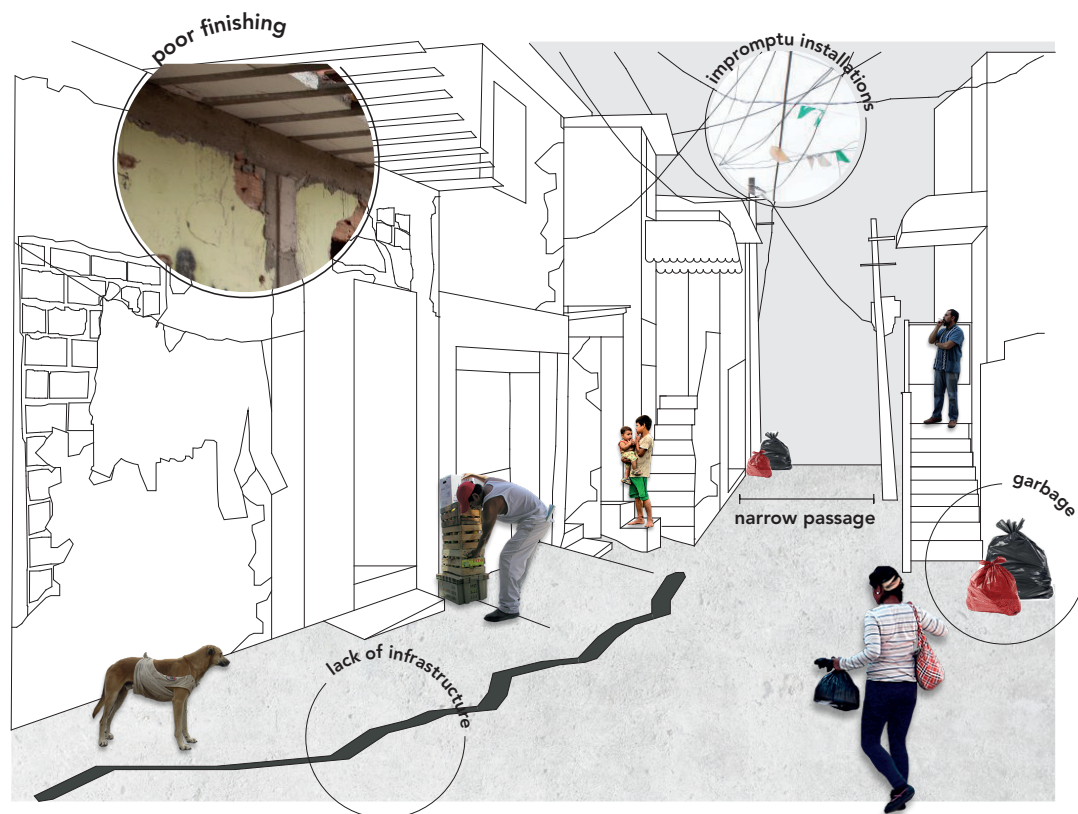 poor finishing
impromptu installations
garbage
narrow passage
lack of infrastructure